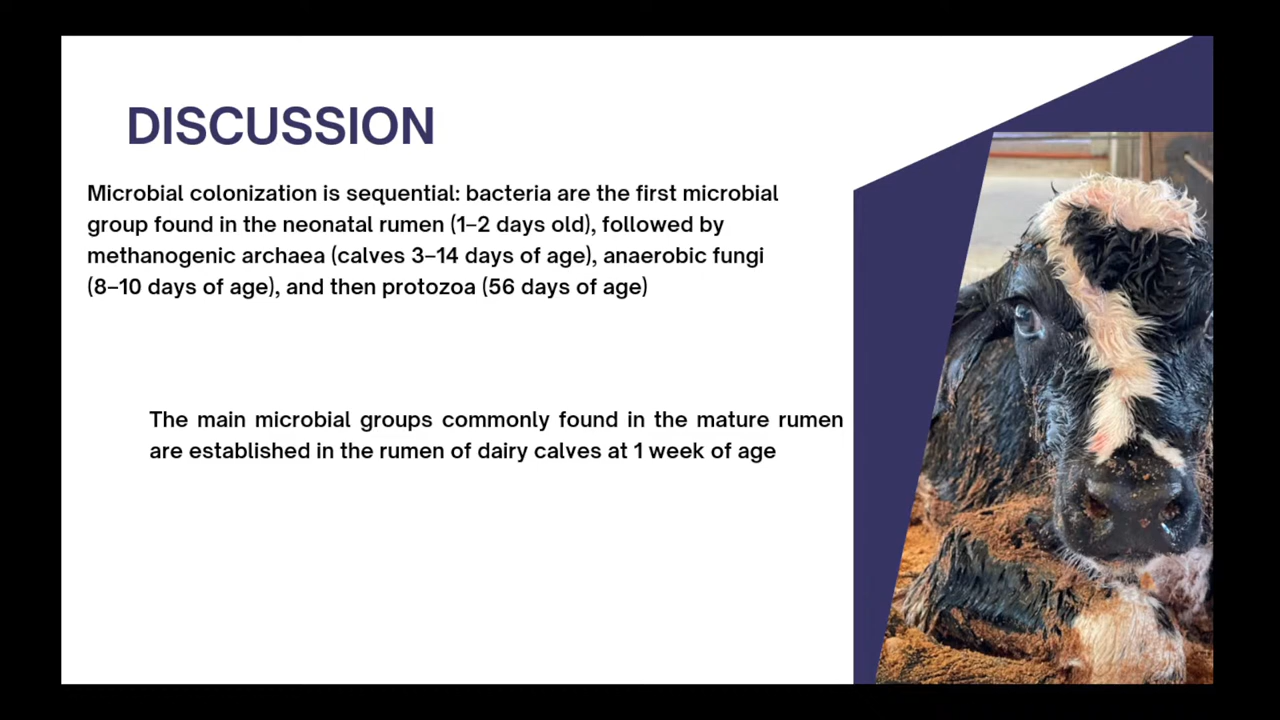 DISCUSSION
Microbial colonization is sequential: bacteria are the first microbial
group found in the neonatal rumen (1–2 days old), followed by
methanogenic archaea (calves 3–14 days of age), anaerobic fungi
(8–10 days of age), and then protozoa (56 days of age)
The main microbial groups commonly found in the mature rumen
are established in the rumen of dairy calves at 1 week of age